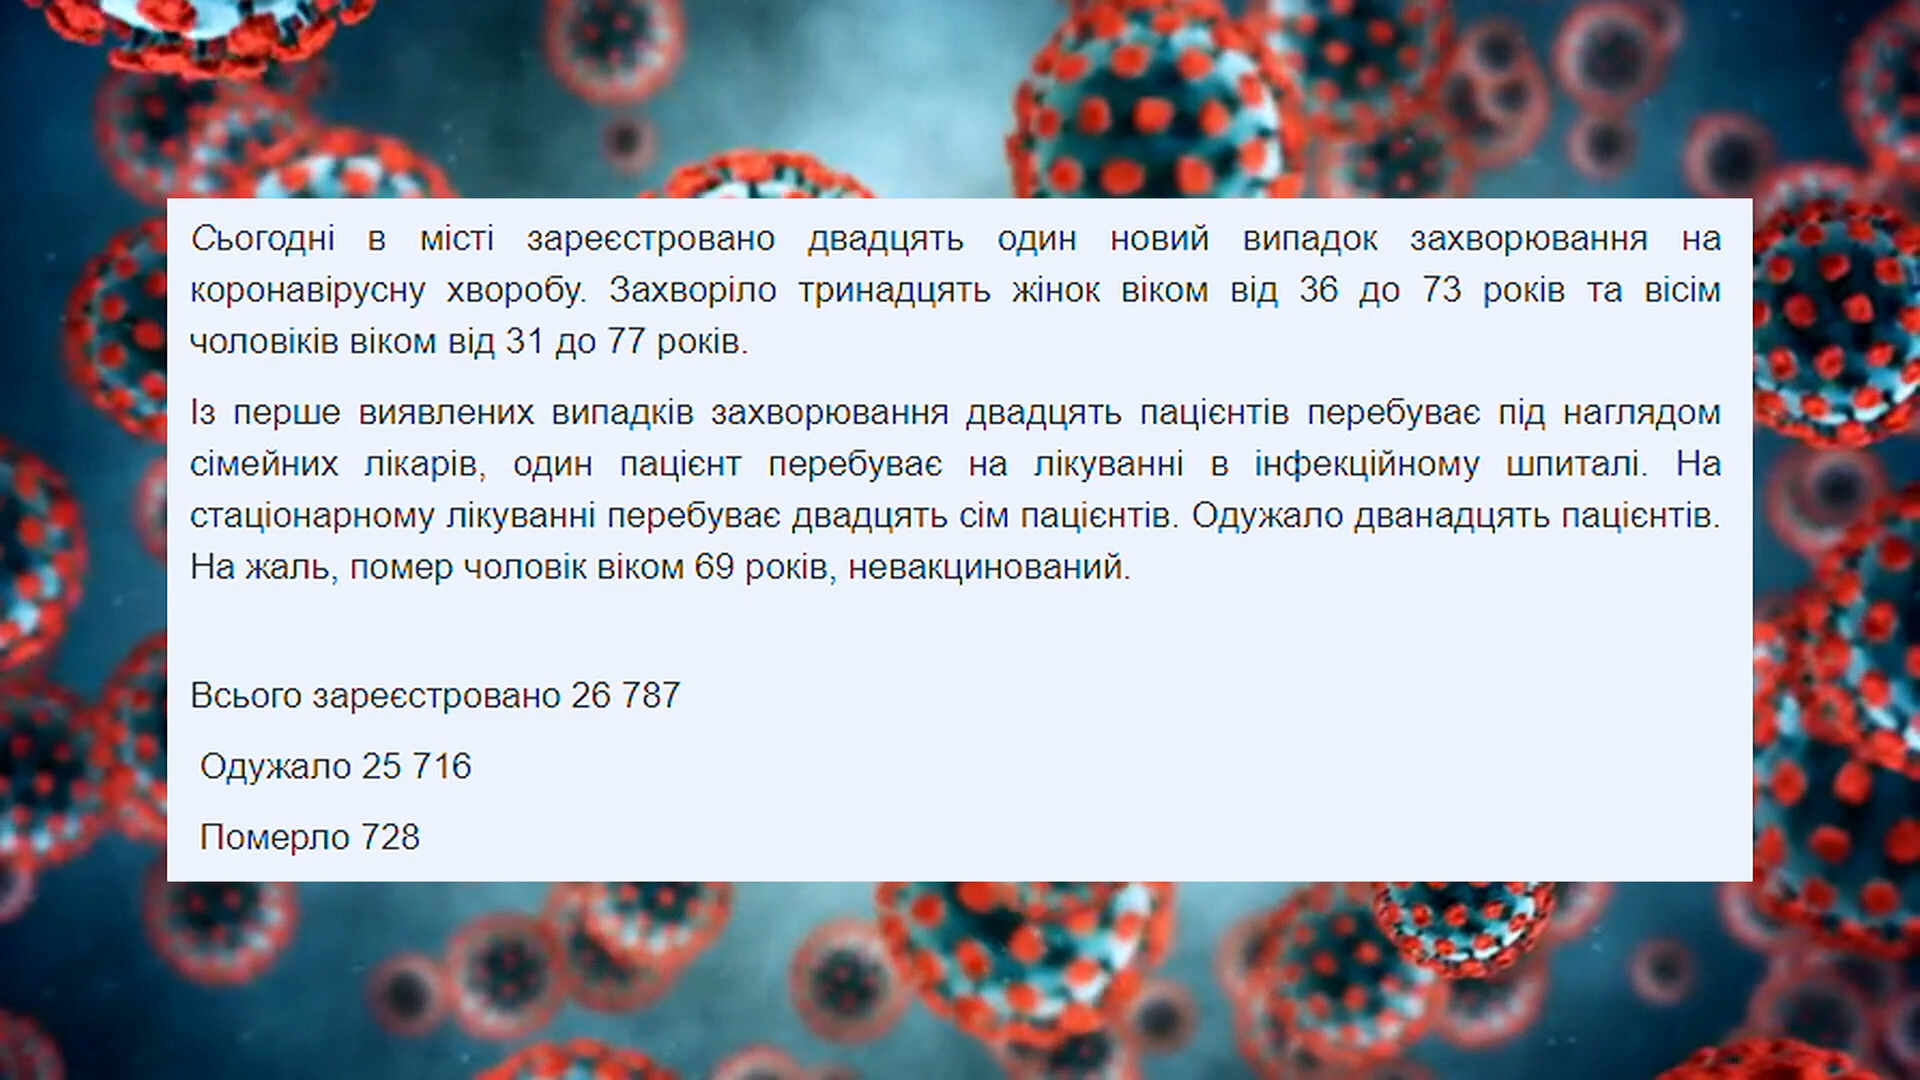 Сьогодні в місті зареєстровано двадцять один новий випадок захворювання на
коронавірусну хворобу. Захворіло тринадцять жінок віком від 36 до 73 років та вісім
чоловіків віком від 31 до 77 років.
Із перше виявлених випадків захворювання двадцять пацієнтів перебуває під наглядом
сімейних лікарів, один пацієнт перебуває на лікуванні в інфекційному шпиталі. На
стаціонарному лікуванні перебуває двадцять сім пацієнтів. Одужало дванадцять пацієнтів.
На жаль, помер чоловік віком 69 років, невакцинований.
Всього зареєстровано 26 787
Одужало 25 716
Померло 728